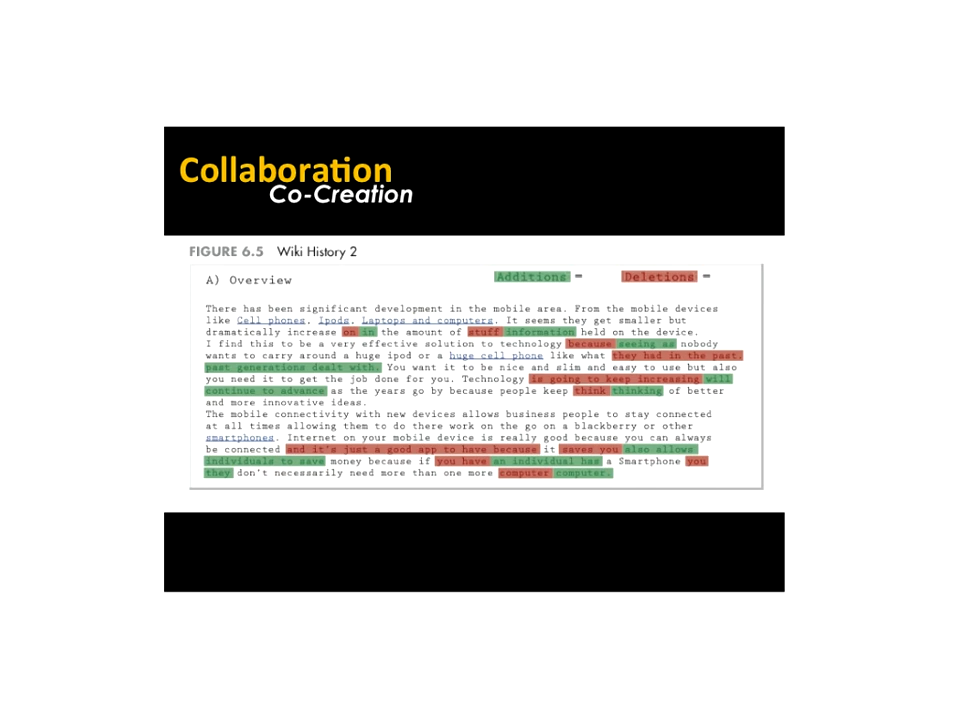 Collaboration
Co-Creation
FIGURE 6.5 Wiki History 2
A) Overview Additions = Deletions =
There has been significant development in the mobile area. From the mobile devices
like Cell phones, Ipods, Laptops and computers. It seems they get smaller but
dramatically increase on in the amount of stuff information held on the device.
I find this to be a very effective solution to technology because seeing as nobody
wants to carry around a huge ipod or a huge cell phone like what they had in the past.
past generations dealt with. You want it to be nice and slim and easy to use but also
you need it to get the job done for you. Technology is going to keep increasing will
continue to advance as the years go by because people keep think thinking of better
and more innovative ideas.
The mobile connectivity with new devices allows business people to stay connected
at all times allowing them to do there work on the go on a blackberry or other
smartphones. Internet on your mobile device is really good because you can always
be connected and it's just a good app to have because it saves you also allows
individuals to save money because if you have an individual has a Smartphone you
they don't necessarily need more than one more computer computer.